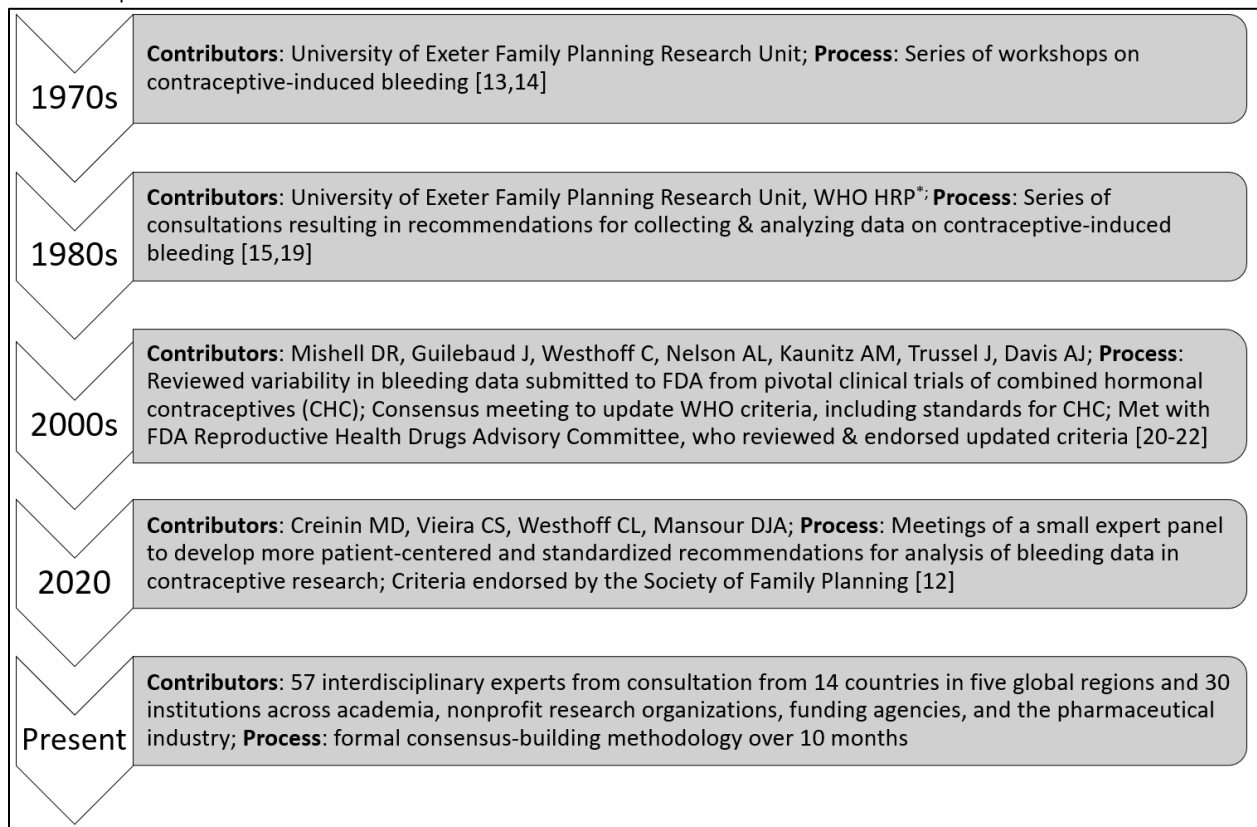 1970s
Contributors: University of Exeter Family Planning Research Unit; Process: Series of workshops on
contraceptive-induced bleeding [13,14]
1980s
Contributors: University of Exeter Family Planning Research Unit, WHO HRP*; Process: Series of
consultations resulting in recommendations for collecting & analyzing data on contraceptive-induced
bleeding [15,19]
2000s
Contributors: Mishell DR, Guilebaud J, Westhoff C, Nelson AL, Kaunitz AM, Trussel J, Davis AJ; Process:
Reviewed variability in bleeding data submitted to FDA from pivotal clinical trials of combined hormonal
contraceptives (CHC); Consensus meeting to update WHO criteria, including standards for CHC; Met with
FDA Reproductive Health Drugs Advisory Committee, who reviewed & endorsed updated criteria [20-22]
2020
Contributors: Creinin MD, Vieira CS, Westhoff CL, Mansour DJA; Process: Meetings of a small expert panel
to develop more patient-centered and standardized recommendations for analysis of bleeding data in
contraceptive research; Criteria endorsed by the Society of Family Planning [12]
Present
Contributors: 57 interdisciplinary experts from consultation from 14 countries in five global regions and 30
institutions across academia, nonprofit research organizations, funding agencies, and the pharmaceutical
industry; Process: formal consensus-building methodology over 10 months